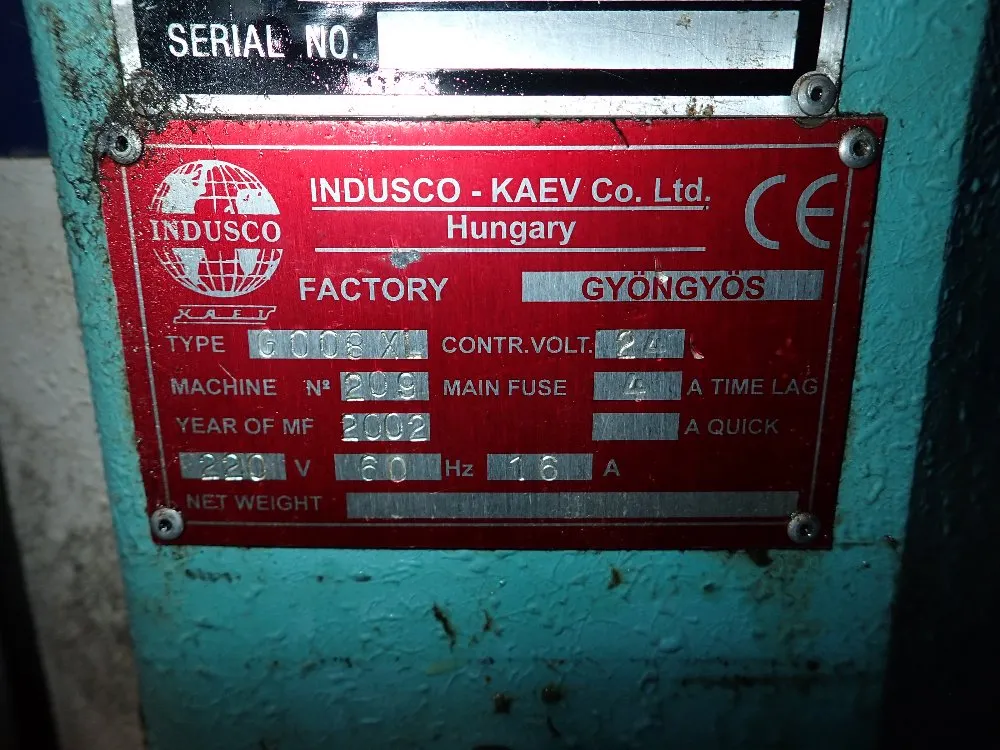 SERIAL NO.
INDUSCO
KAEV
INDUSCO - KAEV Co. Ltd.
Hungary
CE
FACTORY GYÖNGYÖS
TYPE G008XL CONTR.VOLT. 24
MACHINE Nº 209 MAIN FUSE 4 A TIME LAG
YEAR OF MF 2002 A QUICK
220 V 60 Hz 16 A
NET WEIGHT